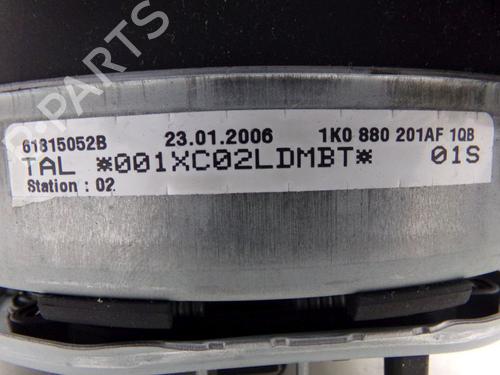 B-PARTS
61815052B 23.01.2006 1K0 880 201AF 1QB
TAL *001XC02LDMBT* 01S
Station : 02